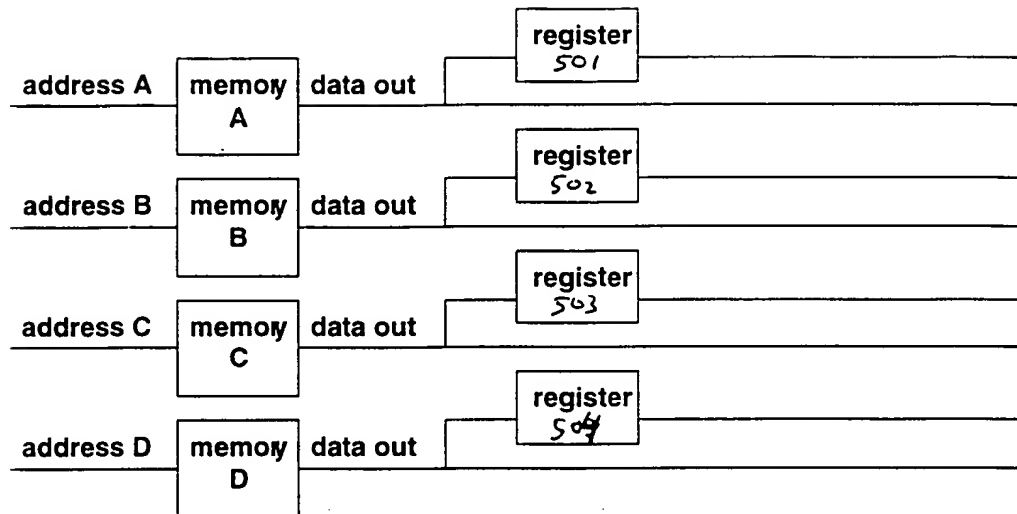 register
501
address A
memory
A
data out
register
502
address B
memory
B
data out
register
503
address C
memory
C
data out
register
504
address D
memory
D
data out